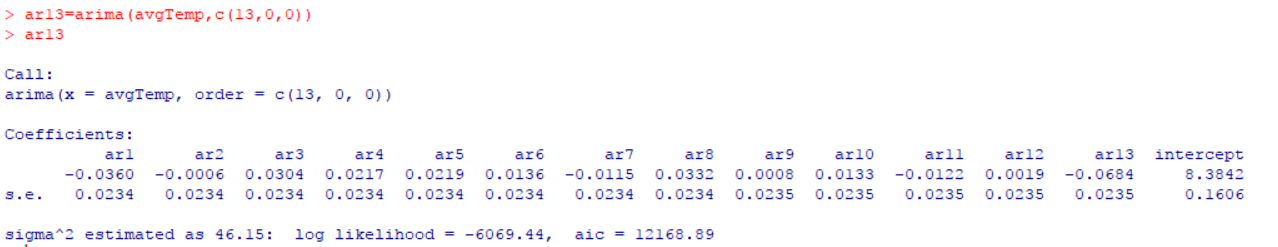 > ar13=arima(avgTemp,c(13,0,0))
> ar13
Call:
arima(x = avgTemp, order = c(13, 0, 0))
Coefficients:
ar1 ar2 ar3 ar4 ar5 ar6 ar7 ar8 ar9 ar10 ar11 ar12 ar13 intercept
-0.0360 -0.0006 0.0304 0.0217 0.0219 0.0136 -0.0115 0.0332 0.0008 0.0133 -0.0122 0.0019 -0.0684 8.3842
s.e. 0.0234 0.0234 0.0234 0.0234 0.0234 0.0234 0.0234 0.0234 0.0235 0.0235 0.0235 0.0235 0.0235 0.1606
sigma^2 estimated as 46.15: log likelihood = -6069.44, aic = 12168.89